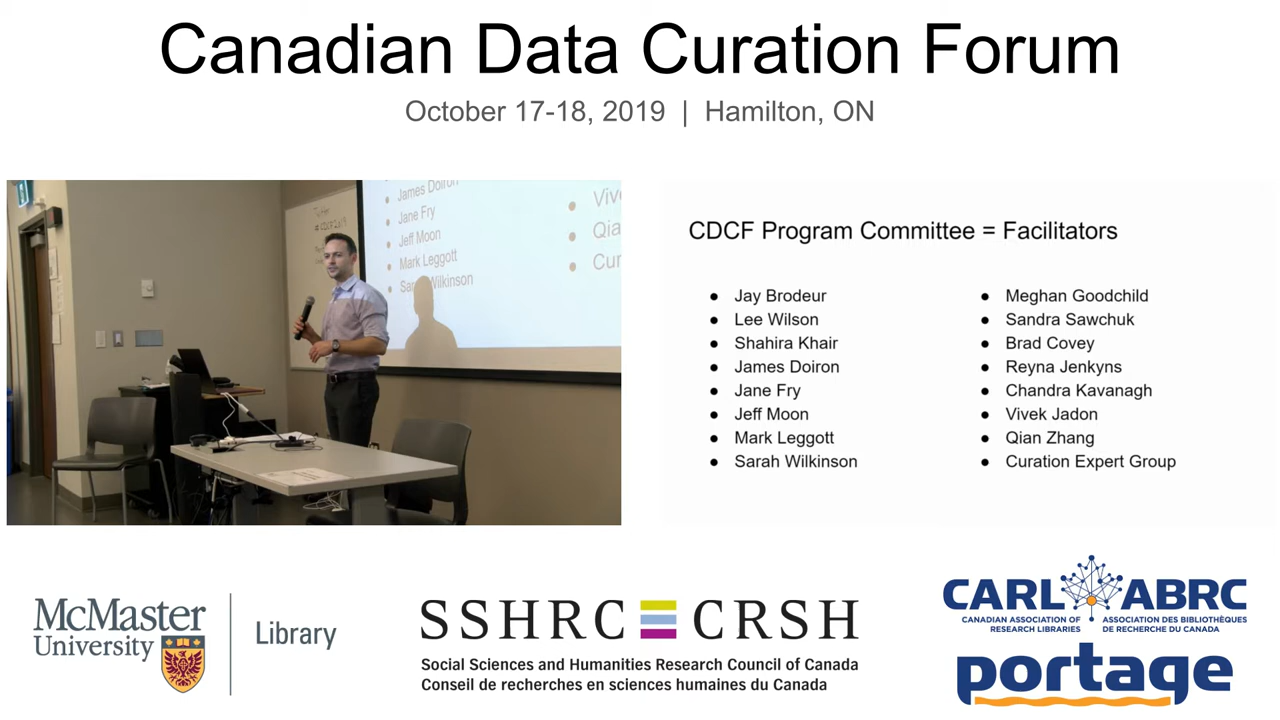 Canadian Data Curation Forum
October 17-18, 2019 | Hamilton, ON
James Doiron
Jane Fry
Jeff Moon
Mark Leggott
Sarah Wilkinson
Viv
Qia
Cur
CDCF Program Committee = Facilitators
● Jay Brodeur
● Lee Wilson
● Shahira Khair
● James Doiron
● Jane Fry
● Jeff Moon
● Mark Leggott
● Sarah Wilkinson
● Meghan Goodchild
● Sandra Sawchuk
● Brad Covey
● Reyna Jenkyns
● Chandra Kavanagh
● Vivek Jadon
● Qian Zhang
● Curation Expert Group
McMaster
University
Library
SSHRC CRSH
Social Sciences and Humanities Research Council of Canada
Conseil de recherches en sciences humaines du Canada
CARL ABRC
CANADIAN ASSOCIATION OF
RESEARCH LIBRARIES
ASSOCIATION DES BIBLIOTHÈQUES
DE RECHERCHE DU CANADA
portage